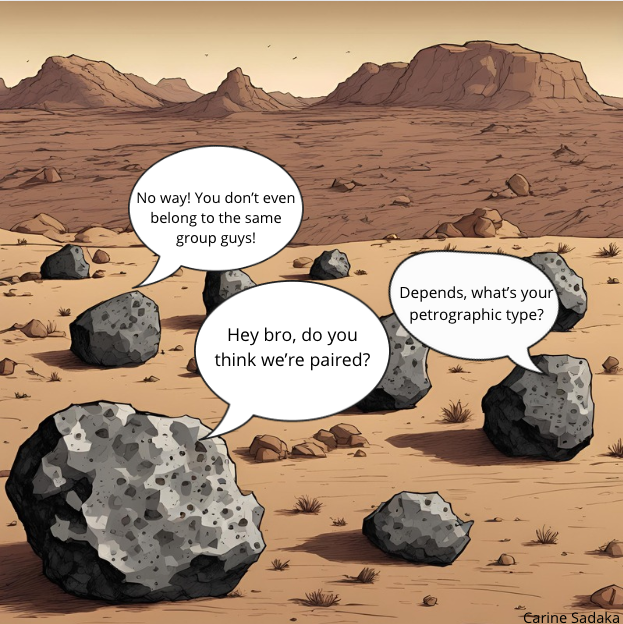 No way! You don't even
belong to the same
group guys!
Hey bro, do you
think we're paired?
Depends, what's your
petrographic type?
Carine Sadaka